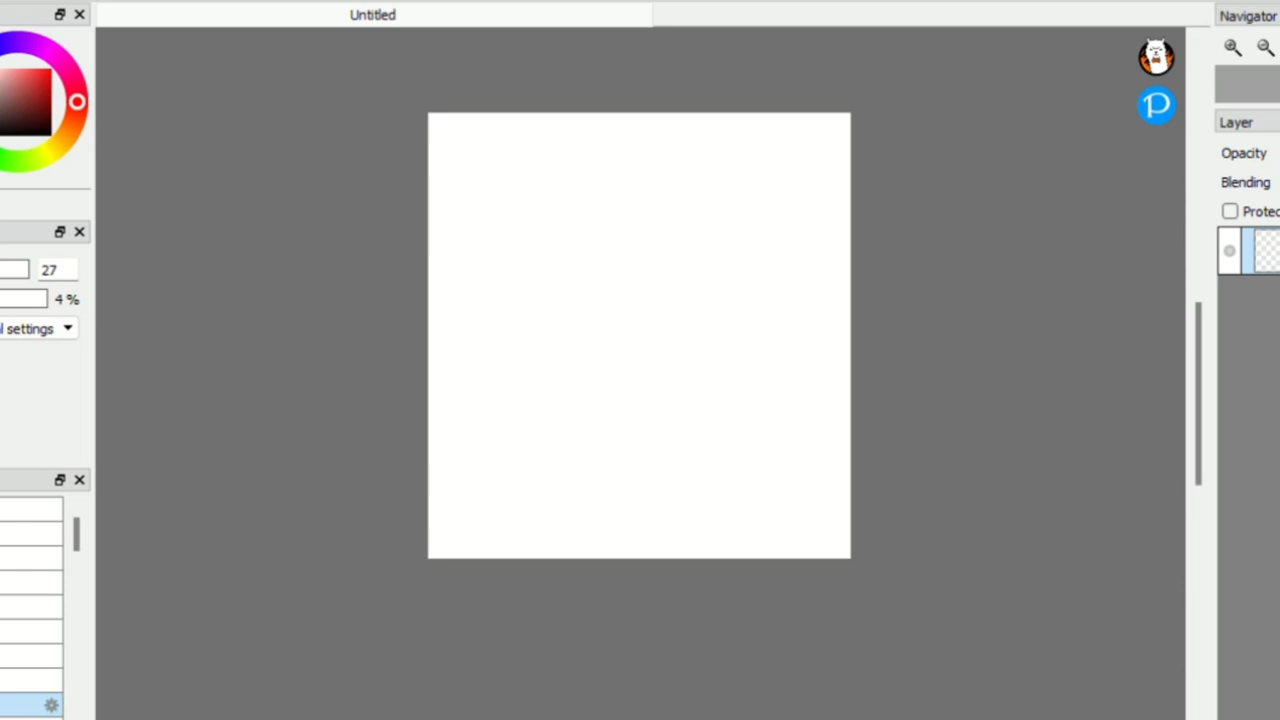 Untitled
Navigator
Layer
Opacity
Blending
Protec
27
4 %
l settings
P